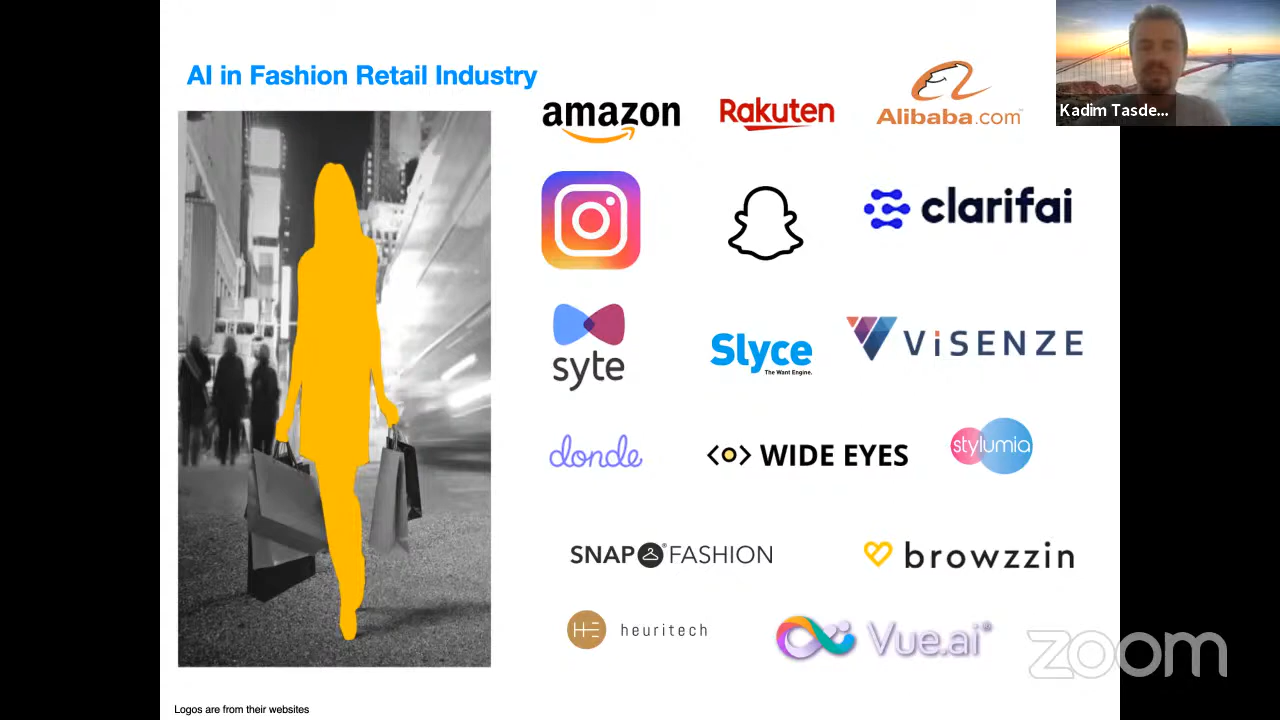 AI in Fashion Retail Industry
amazon
Rakuten
Alibaba.com
Kadim Tasde...
clarifai
syte
Slyce
The Want Engine.
ViSENZE
donde
WIDE EYES
stylumia
SNAP FASHION
browzzin
HE heuritech
Vue.ai
zoom
Logos are from their websites